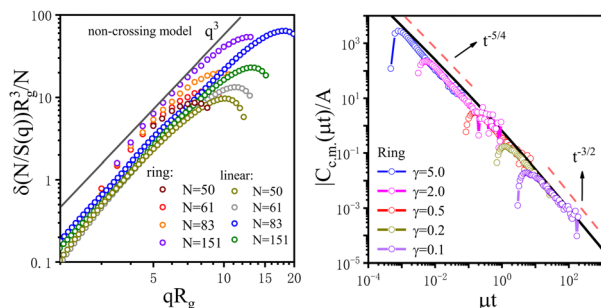 non-crossing model
q³
δ(N/S(q))R_g³/N
100
10
1
0.1
ring:
linear:
N=50
N=50
N=61
N=61
N=83
N=83
N=151
N=151
5
10
15
20
qR_g
t^-5/4
t^-3/2
|C_c.m.(μt)/A
10³
10¹
10⁻¹
10⁻³
10⁻⁵
Ring
γ=5.0
γ=2.0
γ=0.5
γ=0.2
γ=0.1
10⁻⁴
10⁻²
10⁰
10²
μt